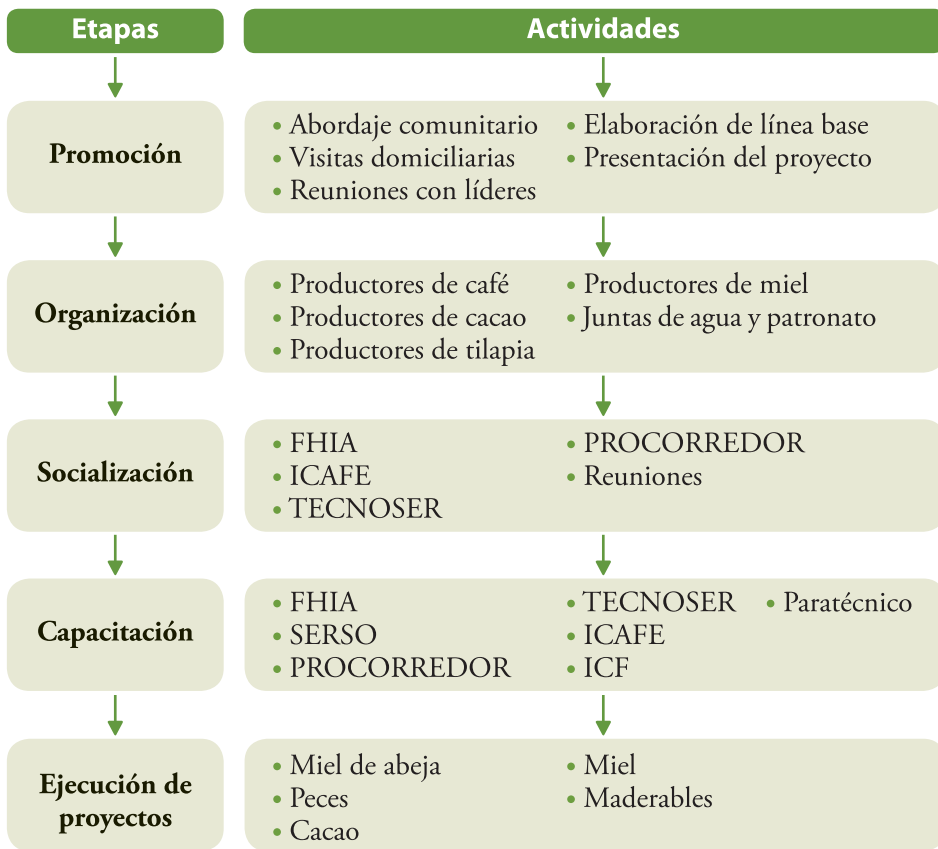 Etapas
Actividades
Promoción
• Abordaje comunitario
• Visitas domiciliarias
• Reuniones con líderes
• Elaboración de línea base
• Presentación del proyecto
Organización
• Productores de café
• Productores de cacao
• Productores de tilapia
• Productores de miel
• Juntas de agua y patronato
Socialización
• FHIA
• ICAFE
• TECNOSER
• PROCORREDOR
• Reuniones
Capacitación
• FHIA
• SERSO
• PROCORREDOR
• TECNOSER
• ICAFE
• ICF
• Paratécnico
Ejecución de
proyectos
• Miel de abeja
• Peces
• Cacao
• Miel
• Maderables